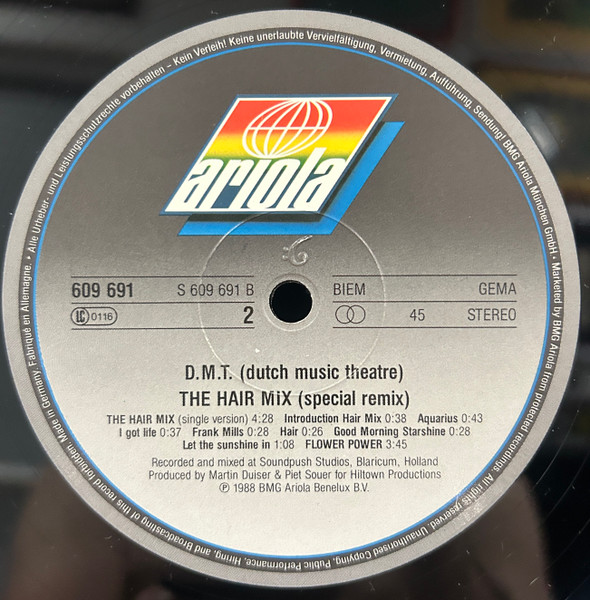 Alle Urheber- und Leistungsschutzrechte vorbehalten – Kein Verleih! Keine unerlaubte Vervielfältigung, Vermietung, Aufführung, Sendung! BMG Ariola München GmbH • Marketed by BMG Ariola
from protected recordings. All rights reserved. Unauthorised Copying, Public Performance, Hiring, and Broadcasting of this record forbidden Made in Germany. Fabriqué en Allemagne. •
ariola
609 691 S 609 691 B BIEM GEMA
LC 0116 2 45 STEREO
D.M.T. (dutch music theatre)
THE HAIR MIX (special remix)
THE HAIR MIX (single version) 4:28 Introduction Hair Mix 0:38 Aquarius 0:43
I got life 0:37 Frank Mills 0:28 Hair 0:26 Good Morning Starshine 0:28
Let the sunshine in 1:08 FLOWER POWER 3:45
Recorded and mixed at Soundpush Studios, Blaricum, Holland
Produced by Martin Duiser & Piet Souer for Hiltown Productions
℗ 1988 BMG Ariola Benelux B.V.